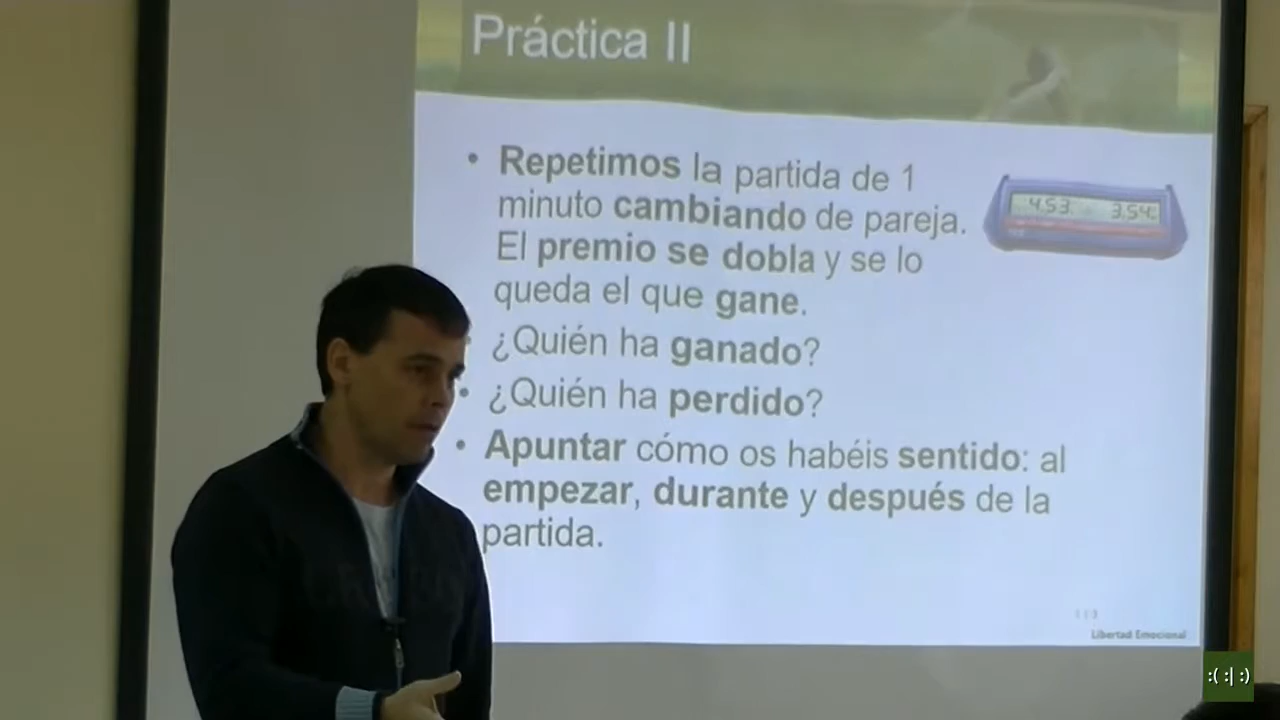 Práctica II
• Repetimos la partida de 1
minuto cambiando de pareja.
El premio se dobla y se lo
queda el que gane.
¿Quién ha ganado?
• ¿Quién ha perdido?
• Apuntar cómo os habéis sentido: al
empezar, durante y después de la
partida.
4.53 3.54
Libertad Emocional
:( :| :)